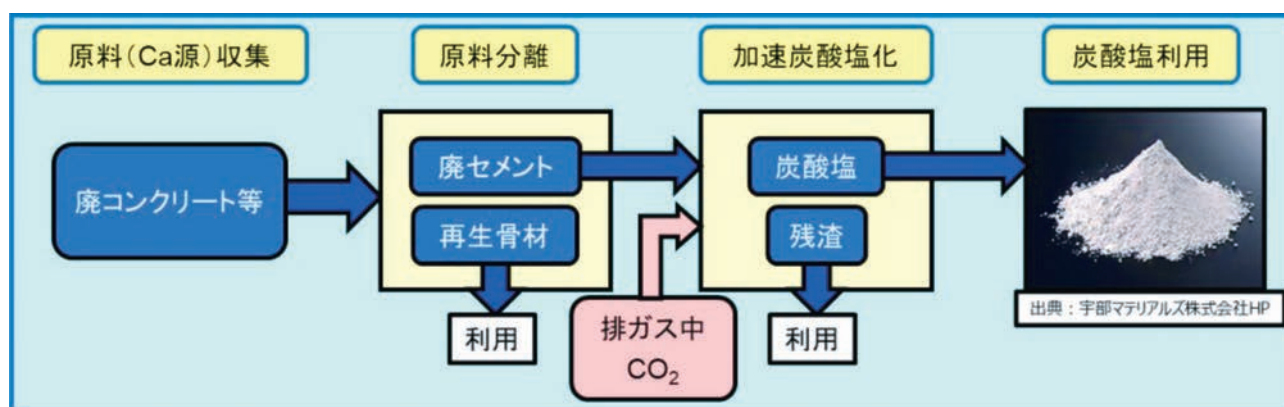 原料(Ca源)収集
原料分離
加速炭酸塩化
炭酸塩利用
廃コンクリート等
廃セメント
再生骨材
利用
排ガス中
CO₂
炭酸塩
残渣
利用
出典:宇部マテリアルズ株式会社HP